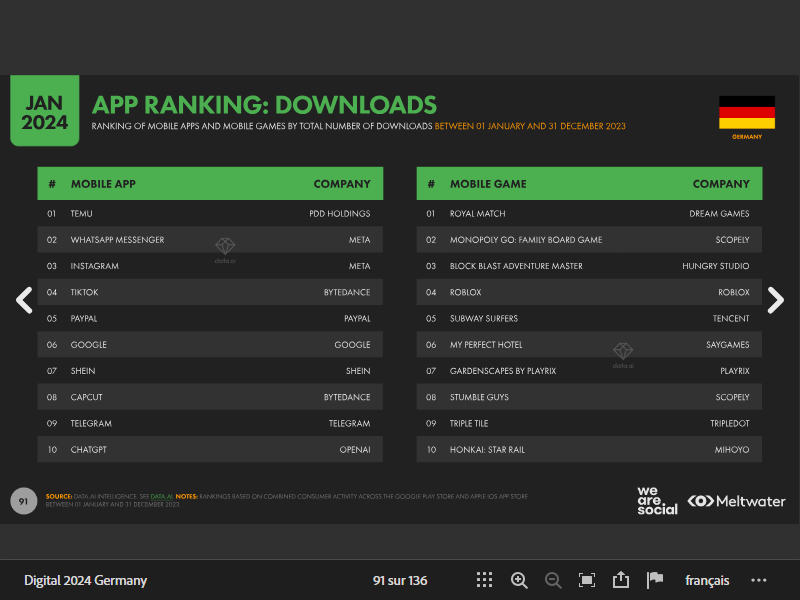 JAN
2024
APP RANKING: DOWNLOADS
RANKING OF MOBILE APPS AND MOBILE GAMES BY TOTAL NUMBER OF DOWNLOADS BETWEEN 01 JANUARY AND 31 DECEMBER 2023
GERMANY
# MOBILE APP COMPANY
01 TEMU PDD HOLDINGS
02 WHATSAPP MESSENGER META
03 INSTAGRAM META
04 TIKTOK BYTEDANCE
05 PAYPAL PAYPAL
06 GOOGLE GOOGLE
07 SHEIN SHEIN
08 CAPCUT BYTEDANCE
09 TELEGRAM TELEGRAM
10 CHATGPT OPENAI
data.ai
# MOBILE GAME COMPANY
01 ROYAL MATCH DREAM GAMES
02 MONOPOLY GO: FAMILY BOARD GAME SCOPELY
03 BLOCK BLAST ADVENTURE MASTER HUNGRY STUDIO
04 ROBLOX ROBLOX
05 SUBWAY SURFERS TENCENT
06 MY PERFECT HOTEL SAYGAMES
07 GARDENSCAPES BY PLAYRIX PLAYRIX
08 STUMBLE GUYS SCOPELY
09 TRIPLE TILE TRIPLEDOT
10 HONKAI: STAR RAIL MIHOYO
data.ai
91
SOURCE: DATA.AI INTELLIGENCE. SEE DATA.AI. NOTES: RANKINGS BASED ON COMBINED CONSUMER ACTIVITY ACROSS THE GOOGLE PLAY STORE AND APPLE IOS APP STORE
BETWEEN 01 JANUARY AND 31 DECEMBER 2023.
we
are
social
Meltwater
Digital 2024 Germany
91 sur 136
français